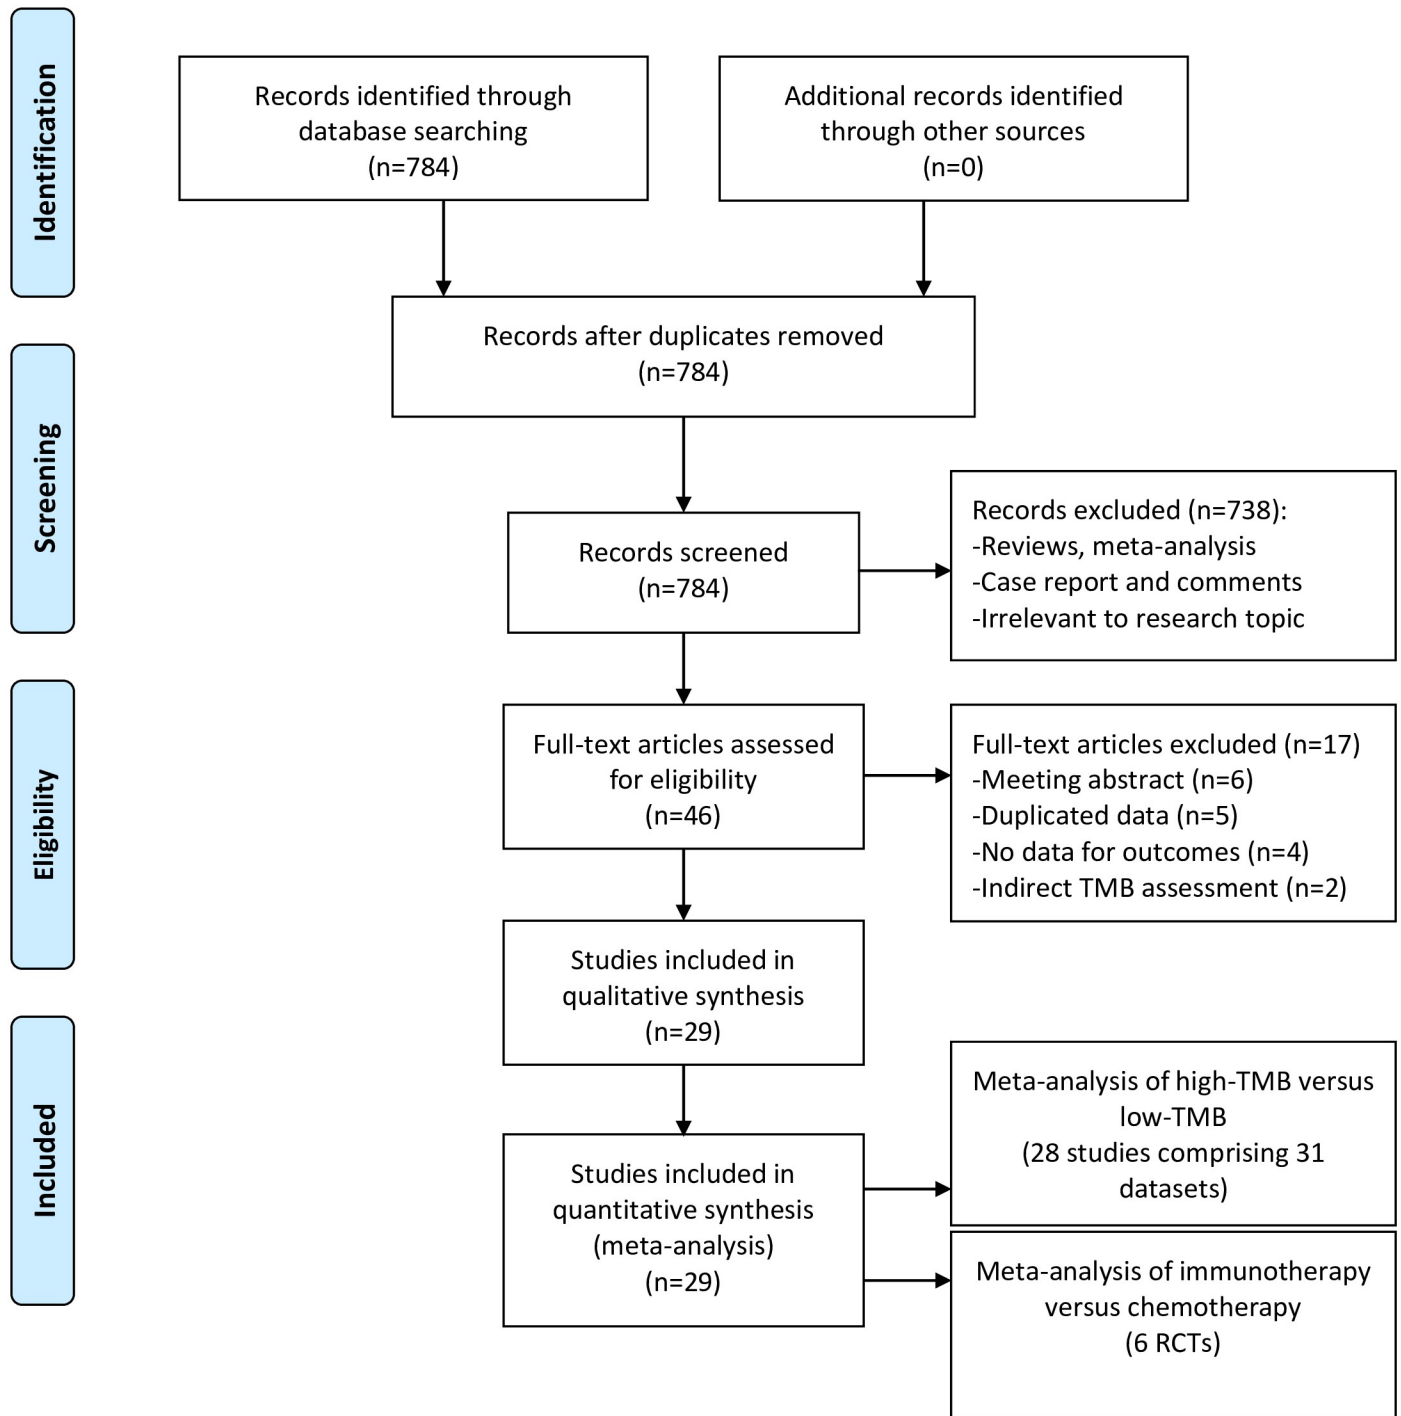 Identification
Records identified through
database searching
(n=784)
Additional records identified
through other sources
(n=0)
Records after duplicates removed
(n=784)
Screening
Records screened
(n=784)
Records excluded (n=738):
-Reviews, meta-analysis
-Case report and comments
-Irrelevant to research topic
Eligibility
Full-text articles assessed
for eligibility
(n=46)
Full-text articles excluded (n=17)
-Meeting abstract (n=6)
-Duplicated data (n=5)
-No data for outcomes (n=4)
-Indirect TMB assessment (n=2)
Studies included in
qualitative synthesis
(n=29)
Included
Studies included in
quantitative synthesis
(meta-analysis)
(n=29)
Meta-analysis of high-TMB versus
low-TMB
(28 studies comprising 31
datasets)
Meta-analysis of immunotherapy
versus chemotherapy
(6 RCTs)